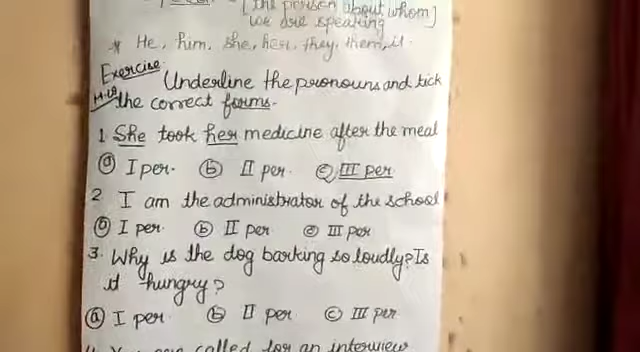 [the person about whom]
we are speaking
* He, him, she, her, they, them, it.
Exercise
H.W Underline the pronouns and tick
the correct forms.
1. She took her medicine after the meal
(a) I per. (b) II per. (c) III per
2 I am the administrator of the school
(a) I per. (b) II per (c) III per
3. Why is the dog barking so loudly? Is
it hungry?
(a) I per. (b) II per (c) III per
called for an interview